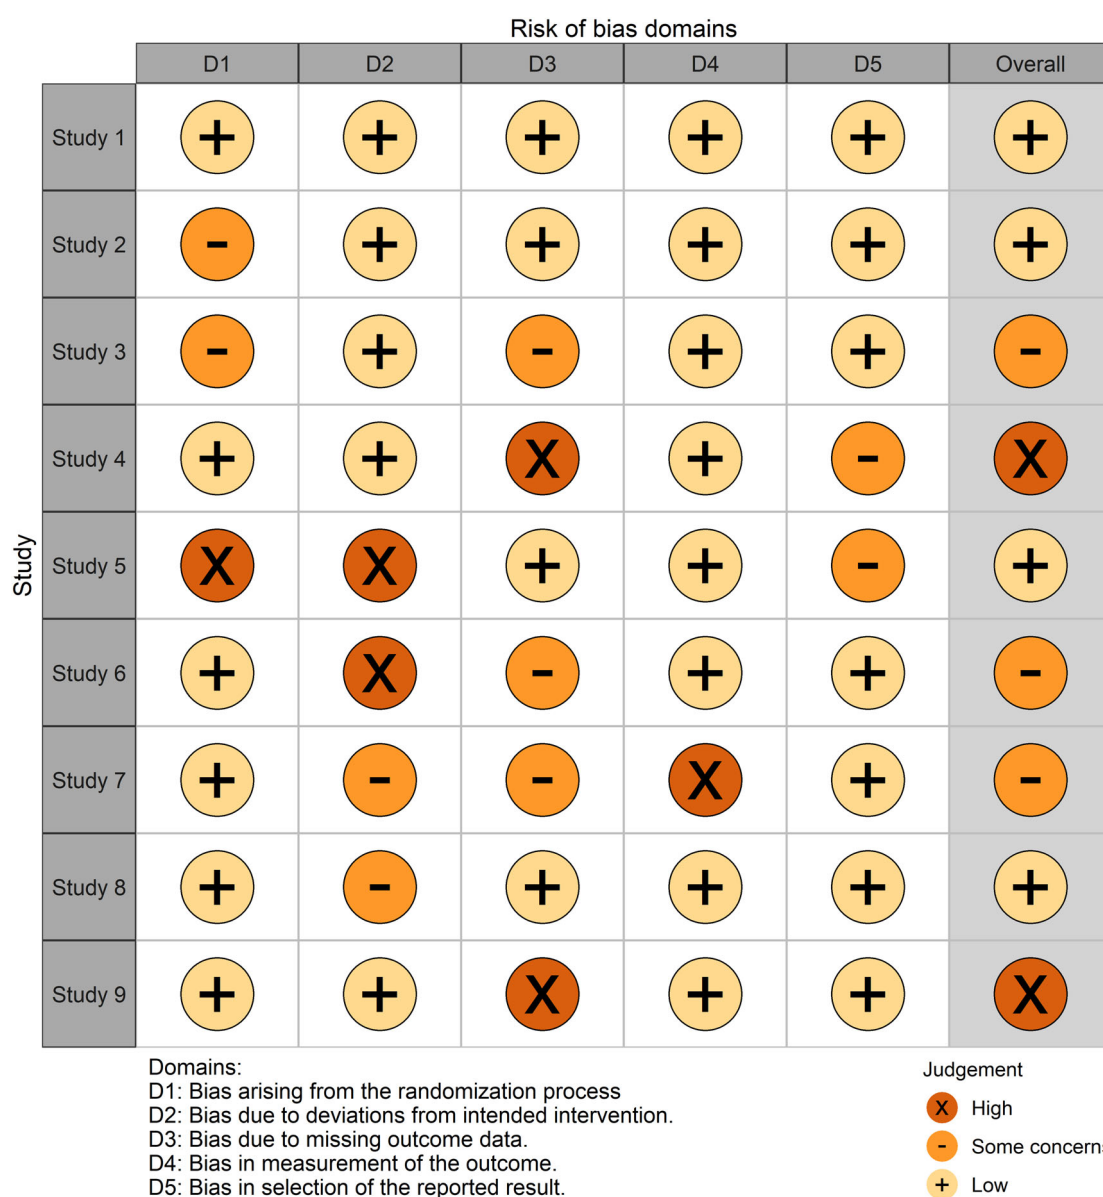 Risk of bias domains
D1 D2 D3 D4 D5 Overall
Study
Study 1 + + + + + +
Study 2 - + + + + +
Study 3 - + - + + -
Study 4 + + X + - X
Study 5 X X + + - +
Study 6 + X - + + -
Study 7 + - - X + -
Study 8 + - + + + +
Study 9 + + X + + X
Domains:
D1: Bias arising from the randomization process
D2: Bias due to deviations from intended intervention.
D3: Bias due to missing outcome data.
D4: Bias in measurement of the outcome.
D5: Bias in selection of the reported result.
Judgement
X High
- Some concerns
+ Low